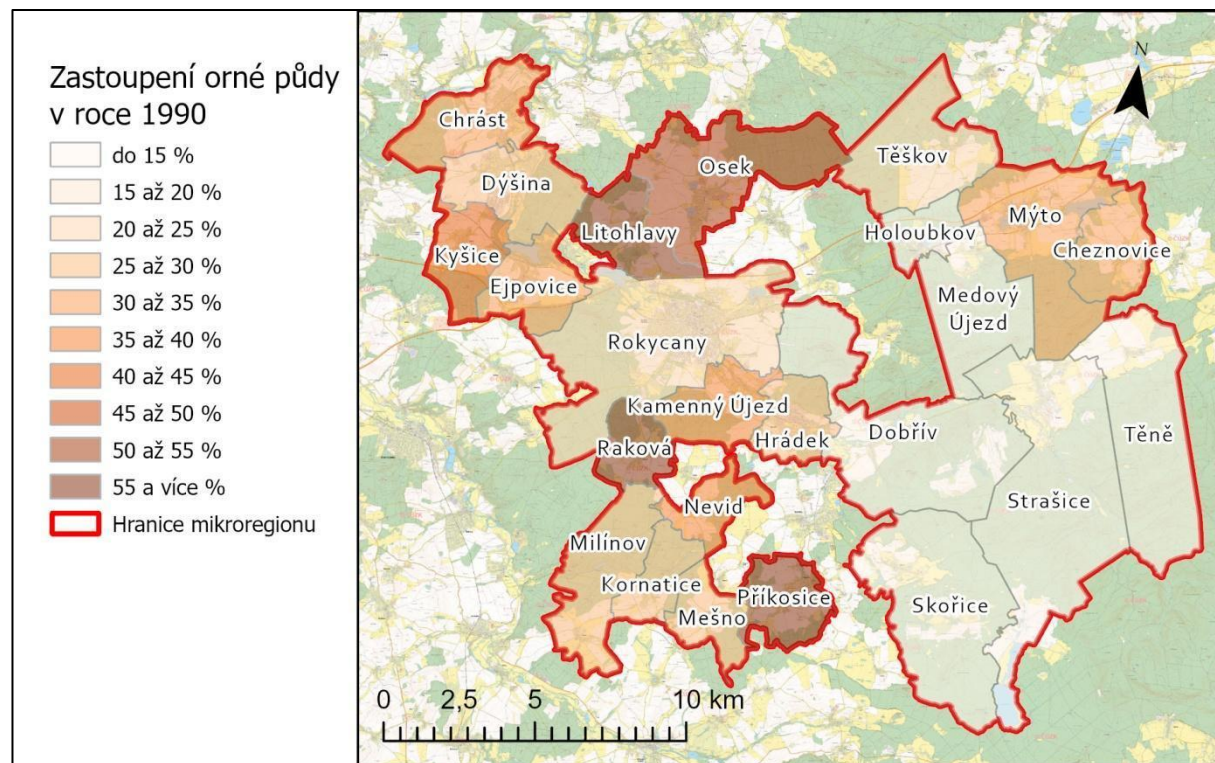 Zastoupení orné půdy
v roce 1990
do 15 %
15 až 20 %
20 až 25 %
25 až 30 %
30 až 35 %
35 až 40 %
40 až 45 %
45 až 50 %
50 až 55 %
55 a více %
Hranice mikroregionu
N
Chrást
Osek
Těškov
Dýšina
Mýto
Litohlavy
Holoubkov
Kyšice
Cheznovice
Ejpovice
Medový
Újezd
Rokycany
Kamenný Újezd
Hrádek
Dobřív
Těně
Raková
Strašice
Nevid
Milínov
Kornatice
Příkosice
Skořice
Mešno
0 2,5 5 10 km